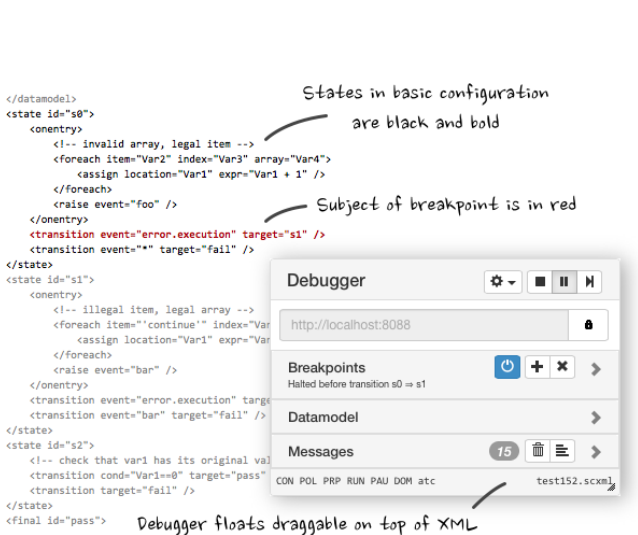 States in basic configuration
are black and bold
</datamodel>
<state id="s0">
<onentry>
<!-- invalid array, legal item -->
<foreach item="Var2" index="Var3" array="Var4">
<assign location="Var1" expr="Var1 + 1" />
</foreach>
<raise event="foo" />
</onentry>
Subject of breakpoint is in red
<transition event="error.execution" target="s1" />
<transition event="*" target="fail" />
</state>
<state id="s1">
<onentry>
<!-- illegal item, legal array -->
<foreach item="'continue'" index="Var
<assign location="Var1" expr="Var
</foreach>
<raise event="bar" />
</onentry>
<transition event="error.execution" targe
<transition event="bar" target="fail" />
</state>
<state id="s2">
<!-- check that var1 has its original val
<transition cond="Var1==0" target="pass"
<transition target="fail" />
</state>
<final id="pass">
Debugger
http://localhost:8088
Breakpoints
Halted before transition s0 ⇒ s1
Datamodel
Messages 15
CON POL PRP RUN PAU DOM atc test152.scxml
Debugger floats draggable on top of XML